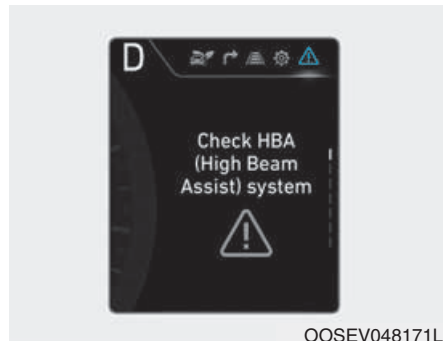 D
Check HBA
(High Beam
Assist) system
OOSEV048171L